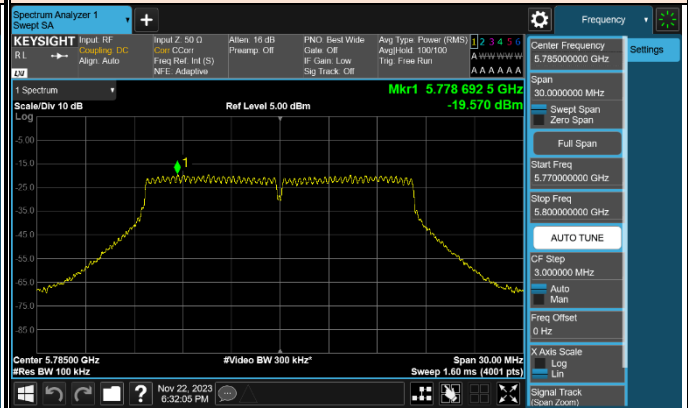 Spectrum Analyzer 1
Swept SA
+
Frequency
KEYSIGHT
RL
LXI
Input: RF
Coupling: DC
Align: Auto
Input Z: 50 Ω
Corr CCorr
Freq Ref: Int (S)
NFE: Adaptive
Atten: 16 dB
Preamp: Off
PNO: Best Wide
Gate: Off
IF Gain: Low
Sig Track: Off
Avg Type: Power (RMS)
Avg|Hold: 100/100
Trig: Free Run
1 2 3 4 5 6
A W W W W W
A A A A A A
1 Spectrum
Scale/Div 10 dB
Ref Level 5.00 dBm
Mkr1 5.778 692 5 GHz
-19.570 dBm
Log
-5.00
-15.0
-25.0
-35.0
-45.0
-55.0
-65.0
-75.0
-85.0
1
Center 5.78500 GHz
#Res BW 100 kHz
#Video BW 300 kHz*
Span 30.00 MHz
Sweep 1.60 ms (4001 pts)
Center Frequency
5.785000000 GHz
Settings
Span
30.0000000 MHz
Swept Span
Zero Span
Full Span
Start Freq
5.770000000 GHz
Stop Freq
5.800000000 GHz
AUTO TUNE
CF Step
3.000000 MHz
Auto
Man
Freq Offset
0 Hz
X Axis Scale
Log
Lin
Signal Track
(Span Zoom)
?
Nov 22, 2023
6:32:05 PM